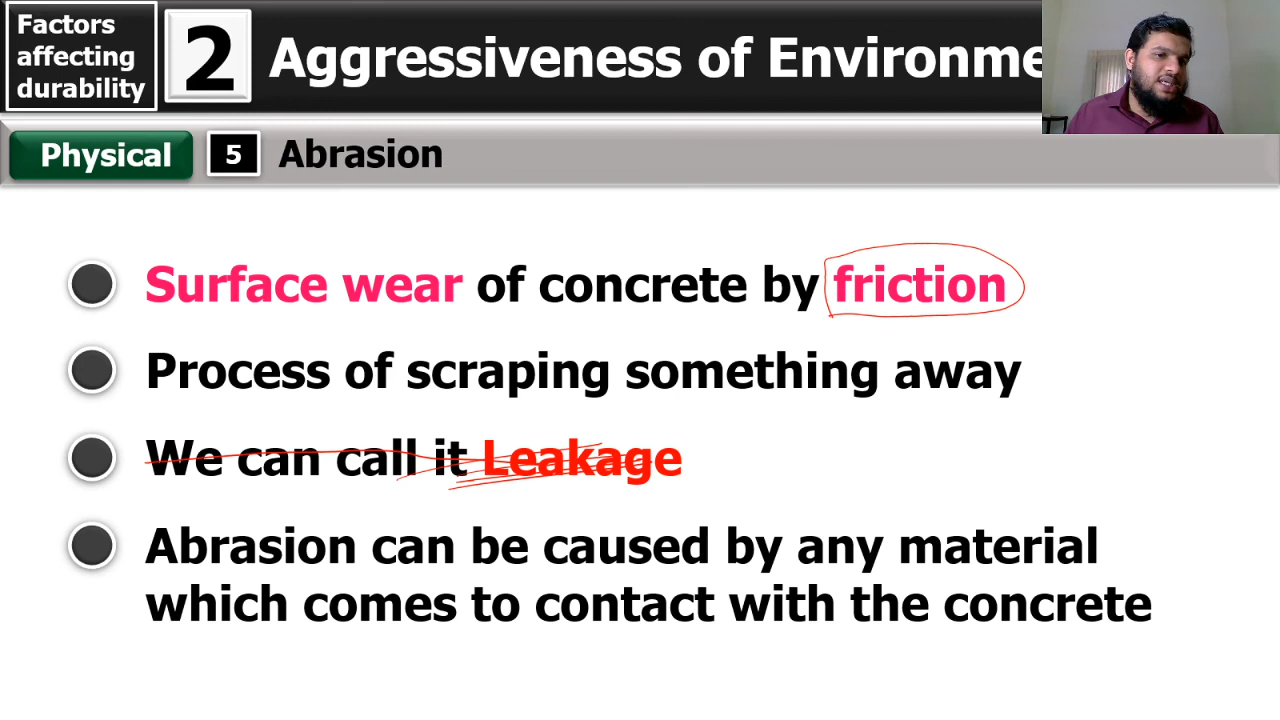 Factors
affecting
durability
2
Aggressiveness of Environme
Physical
5
Abrasion
Surface wear of concrete by friction
Process of scraping something away
We can call it Leakage
Abrasion can be caused by any material
which comes to contact with the concrete